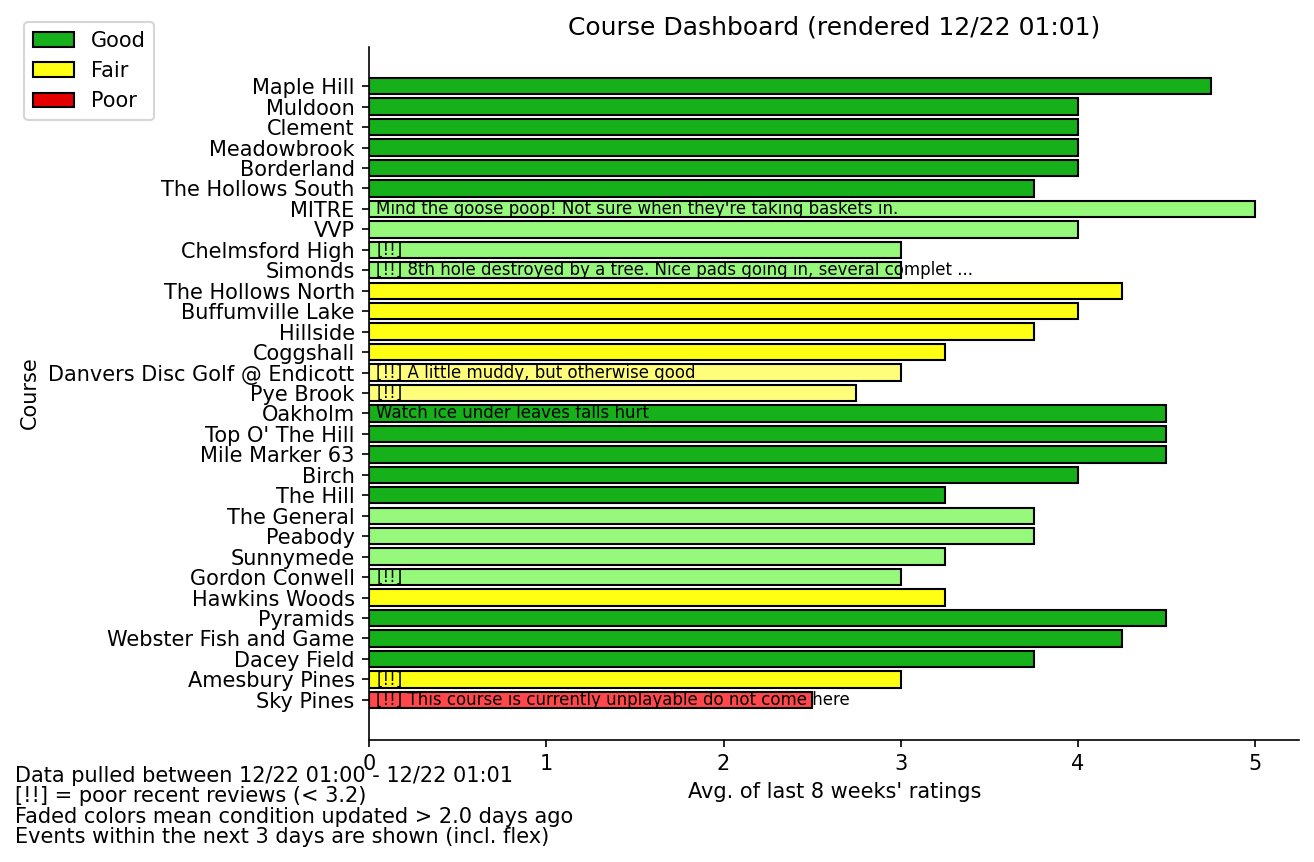 Course Dashboard (rendered 12/22 01:01)
Good
Fair
Poor
Maple Hill
Muldoon
Clement
Meadowbrook
Borderland
The Hollows South
MITRE Mind the goose poop! Not sure when they're taking baskets in.
VVP
Chelmsford High [!!]
Simonds [!!] 8th hole destroyed by a tree. Nice pads going in, several complet ...
The Hollows North
Buffumville Lake
Hillside
Coggshall
Danvers Disc Golf @ Endicott [!!] A little muddy, but otherwise good
Pye Brook [!!]
Oakholm Watch ice under leaves falls hurt
Top O' The Hill
Mile Marker 63
Birch
The Hill
The General
Peabody
Sunnymede
Gordon Conwell [!!]
Hawkins Woods
Pyramids
Webster Fish and Game
Dacey Field
Amesbury Pines [!!]
Sky Pines [!!] This course is currently unplayable do not come here
Course
0 1 2 3 4 5
Avg. of last 8 weeks' ratings
Data pulled between 12/22 01:00 - 12/22 01:01
[!!] = poor recent reviews (< 3.2)
Faded colors mean condition updated > 2.0 days ago
Events within the next 3 days are shown (incl. flex)